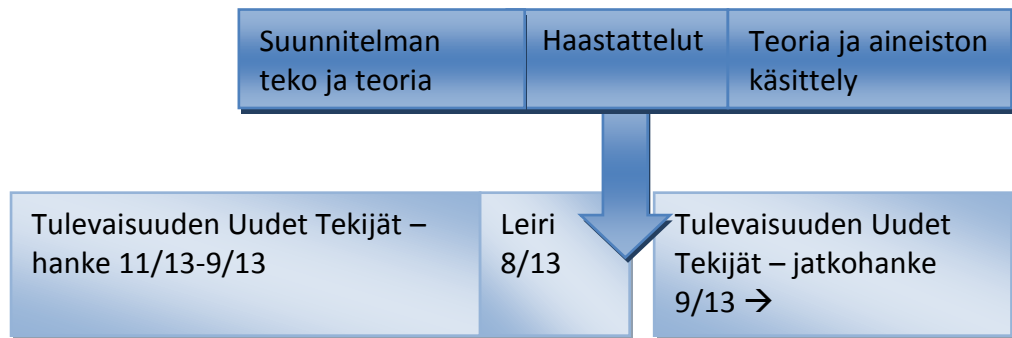 Suunnitelman
teko ja teoria
Haastattelut
Teoria ja aineiston
käsittely
Tulevaisuuden Uudet Tekijät –
hanke 11/13-9/13
Leiri
8/13
Tulevaisuuden Uudet
Tekijät – jatkohanke
9/13 →